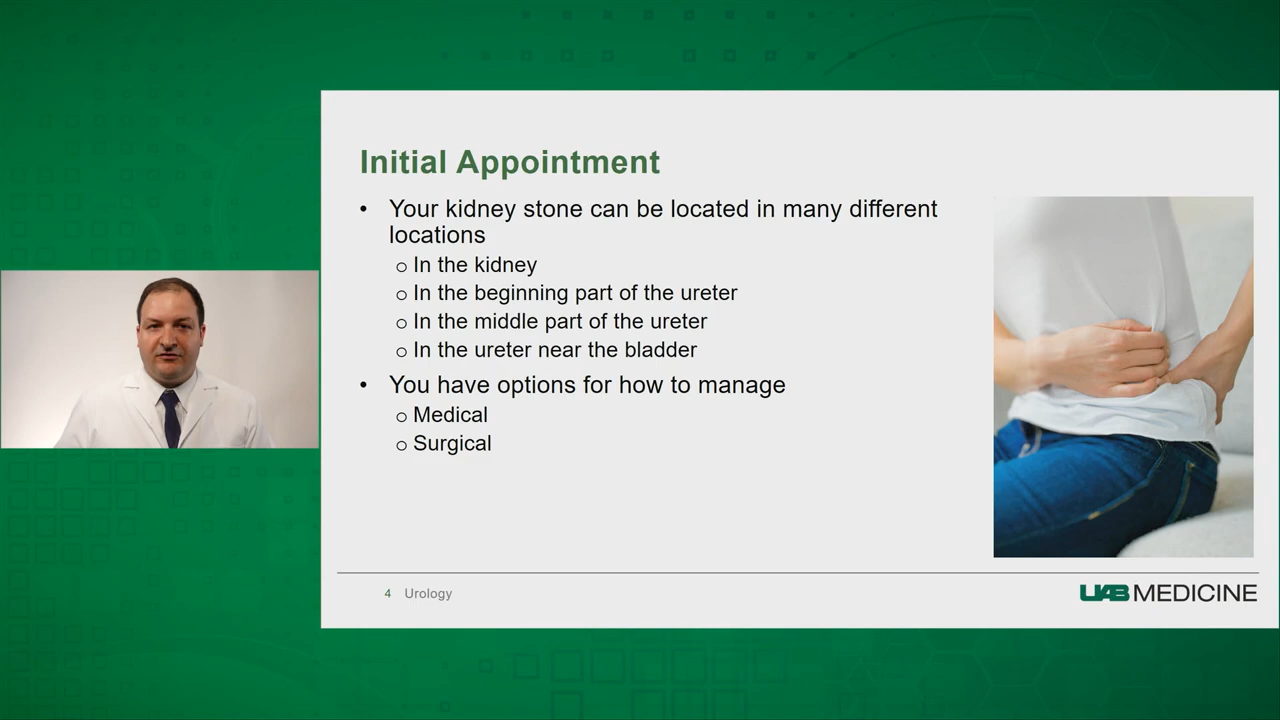 Initial Appointment
• Your kidney stone can be located in many different
locations
o In the kidney
o In the beginning part of the ureter
o In the middle part of the ureter
o In the ureter near the bladder
• You have options for how to manage
o Medical
o Surgical
4 Urology
UAB MEDICINE